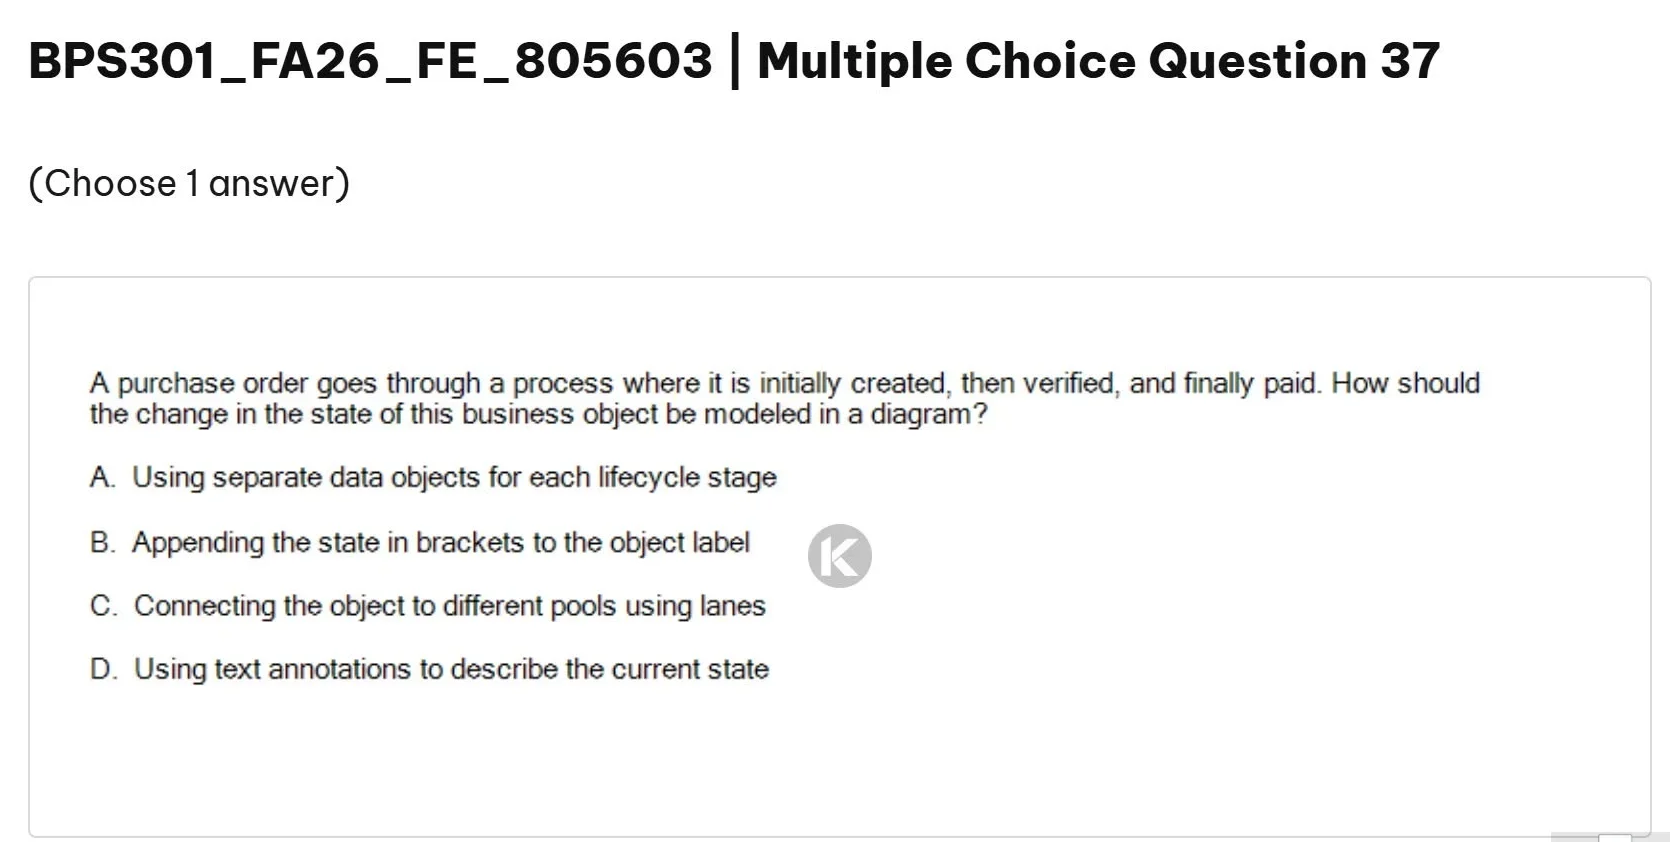 BPS301_FA26_FE_805603 | Multiple Choice Question 37
(Choose 1 answer)
A purchase order goes through a process where it is initially created, then verified, and finally paid. How should
the change in the state of this business object be modeled in a diagram?
A. Using separate data objects for each lifecycle stage
B. Appending the state in brackets to the object label
K
C. Connecting the object to different pools using lanes
D. Using text annotations to describe the current state